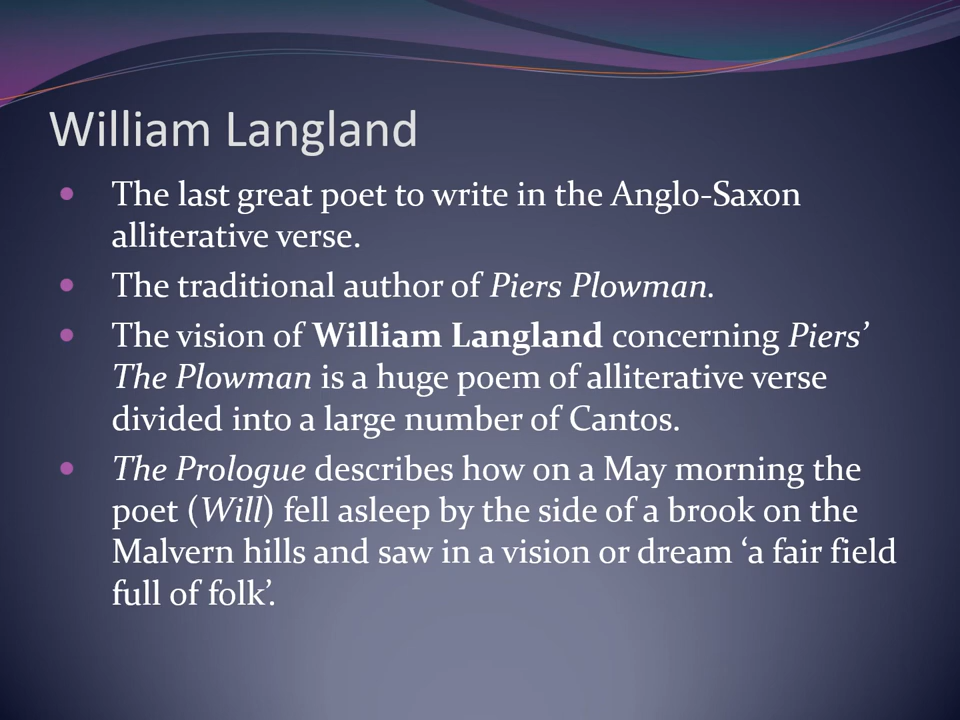 William Langland
The last great poet to write in the Anglo-Saxon
alliterative verse.
The traditional author of Piers Plowman.
The vision of William Langland concerning Piers’
The Plowman is a huge poem of alliterative verse
divided into a large number of Cantos.
The Prologue describes how on a May morning the
poet (Will) fell asleep by the side of a brook on the
Malvern hills and saw in a vision or dream ‘a fair field
full of folk’.